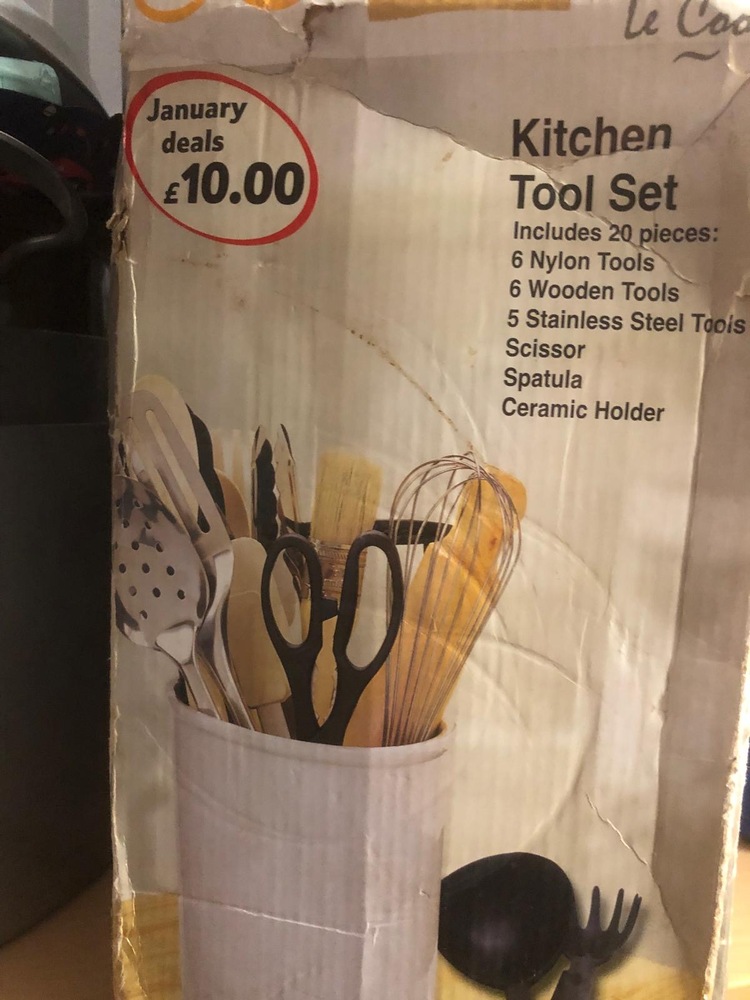 Le
January
deals
£10.00
Kitchen
Tool Set
Includes 20 pieces:
6 Nylon Tools
6 Wooden Tools
5 Stainless Steel Tools
Scissor
Spatula
Ceramic Holder